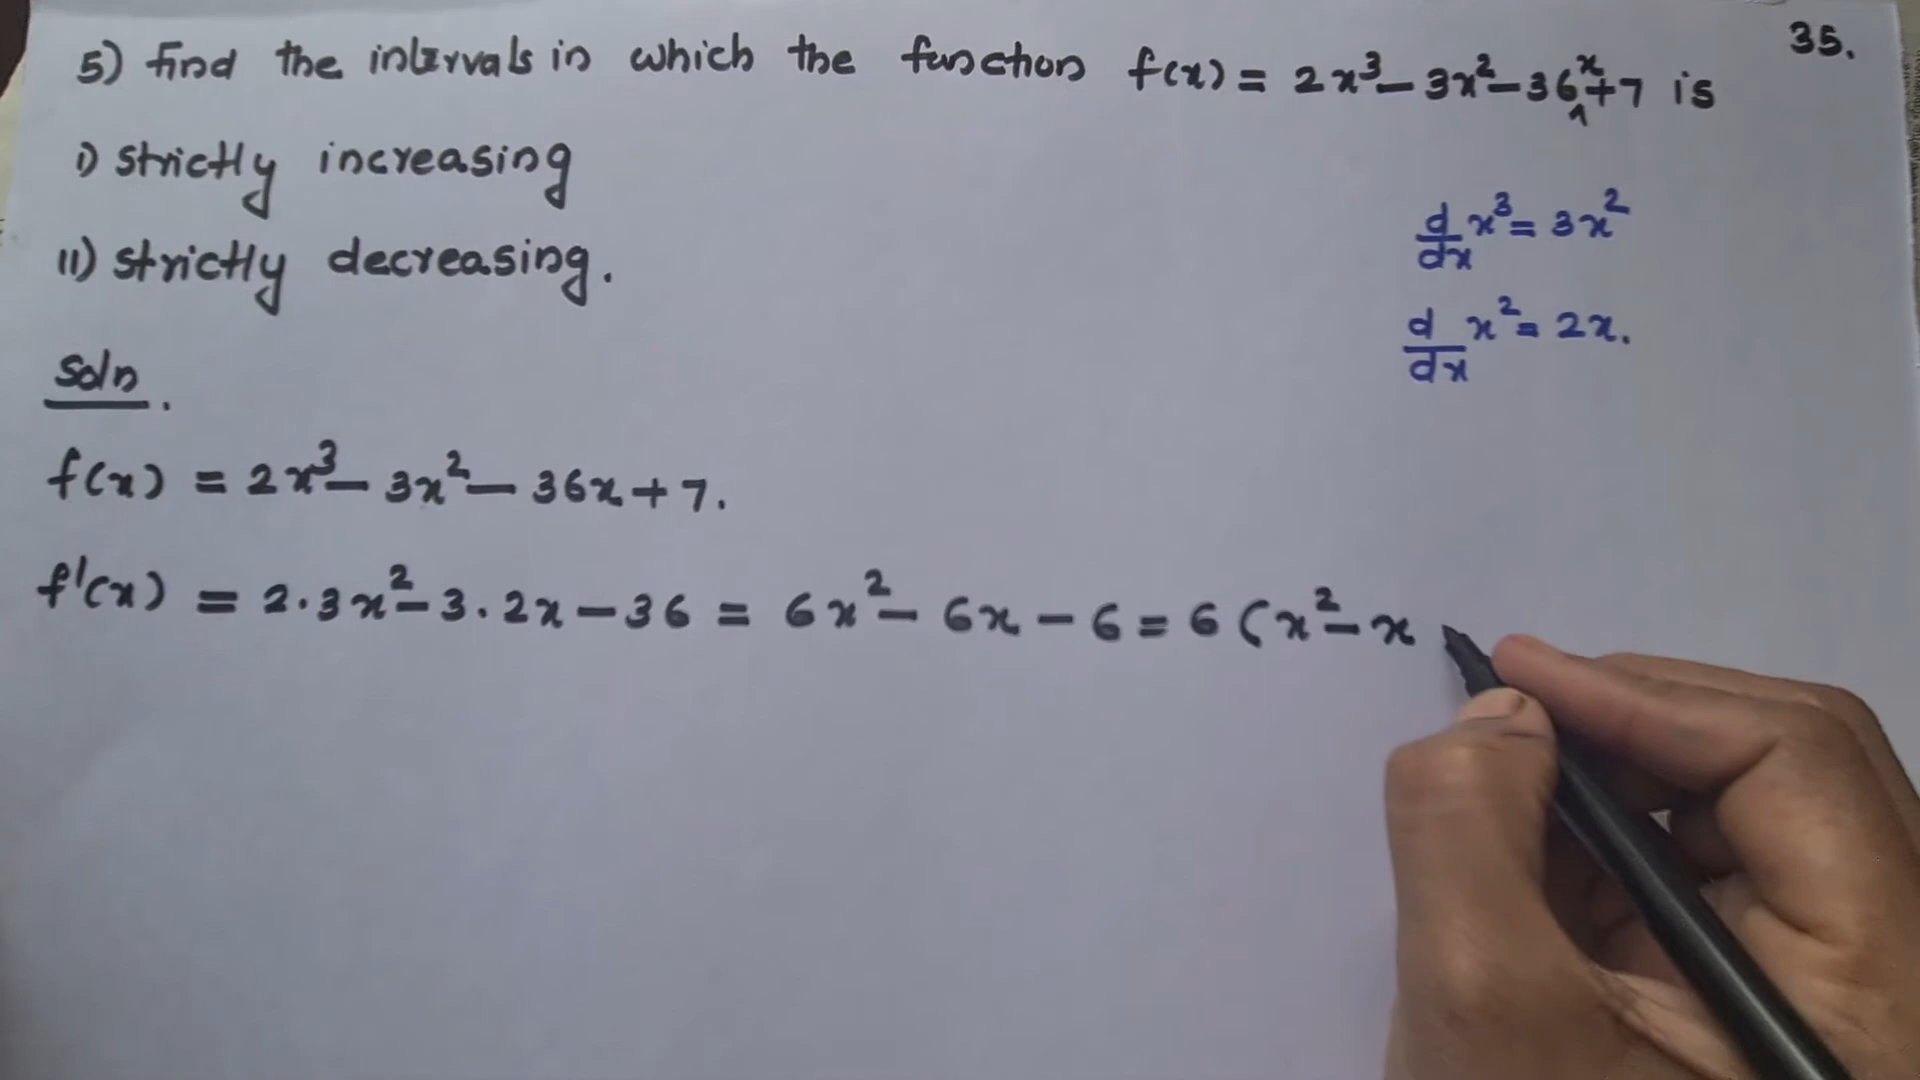 35.
5) find the intervals in which the function f(x) = 2x³ - 3x² - 36x + 7 is
i) strictly increasing
ii) strictly decreasing.
d/dx x³ = 3x²
d/dx x² = 2x.
Soln.
f(x) = 2x³ - 3x² - 36x + 7.
f'(x) = 2.3x² - 3.2x - 36 = 6x² - 6x - 6 = 6(x² - x